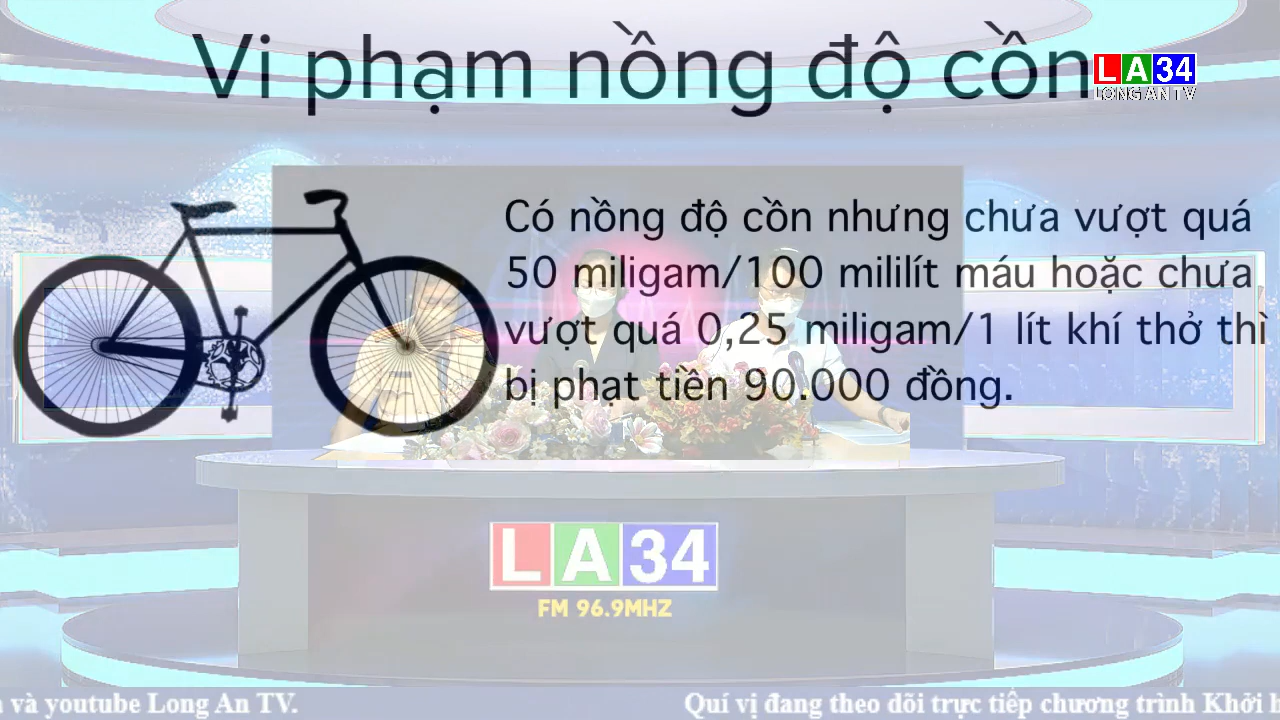 Vi phạm nồng độ cồn
LA34
LONG AN TV
Có nồng độ cồn nhưng chưa vượt quá
50 miligam/100 mililít máu hoặc chưa
vượt quá 0,25 miligam/1 lít khí thở thì
bị phạt tiền 90.000 đồng.
LA34
FM 96.9MHZ
và youtube Long An TV.
Quí vị đang theo dõi trực tiếp chương trình Khởi